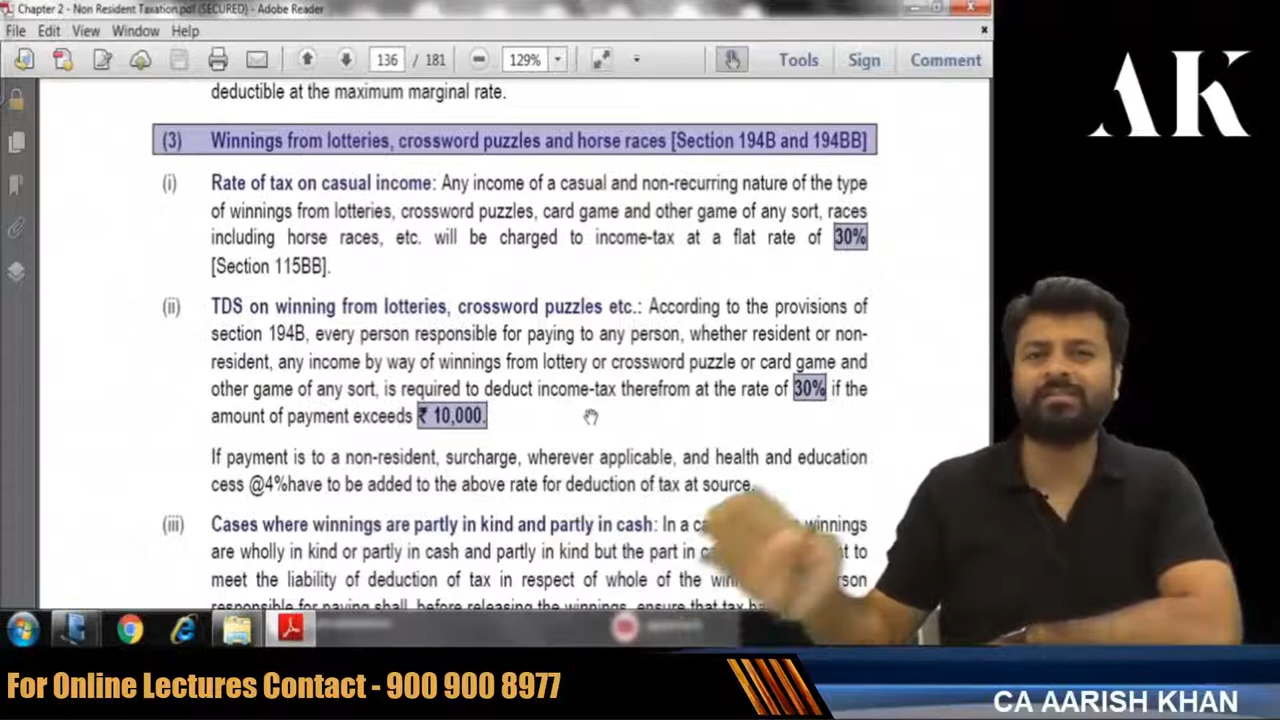 Chapter 2 - Non Resident Taxation.pdf (SECURED) - Adobe Reader
File Edit View Window Help
136 / 181 129% Tools Sign Comment
AK
deductible at the maximum marginal rate.
(3) Winnings from lotteries, crossword puzzles and horse races [Section 194B and 194BB]
(i) Rate of tax on casual income: Any income of a casual and non-recurring nature of the type
of winnings from lotteries, crossword puzzles, card game and other game of any sort, races
including horse races, etc. will be charged to income-tax at a flat rate of 30%
[Section 115BB].
(ii) TDS on winning from lotteries, crossword puzzles etc.: According to the provisions of
section 194B, every person responsible for paying to any person, whether resident or non-
resident, any income by way of winnings from lottery or crossword puzzle or card game and
other game of any sort, is required to deduct income-tax therefrom at the rate of 30% if the
amount of payment exceeds ₹ 10,000.
If payment is to a non-resident, surcharge, wherever applicable, and health and education
cess @4%have to be added to the above rate for deduction of tax at source.
(iii) Cases where winnings are partly in kind and partly in cash: In a winnings
are wholly in kind or partly in cash and partly in kind but the part in to
meet the liability of deduction of tax in respect of whole of the
responsible for paying shall, before releasing the winnings, ensure that tax
For Online Lectures Contact - 900 900 8977
CA AARISH KHAN